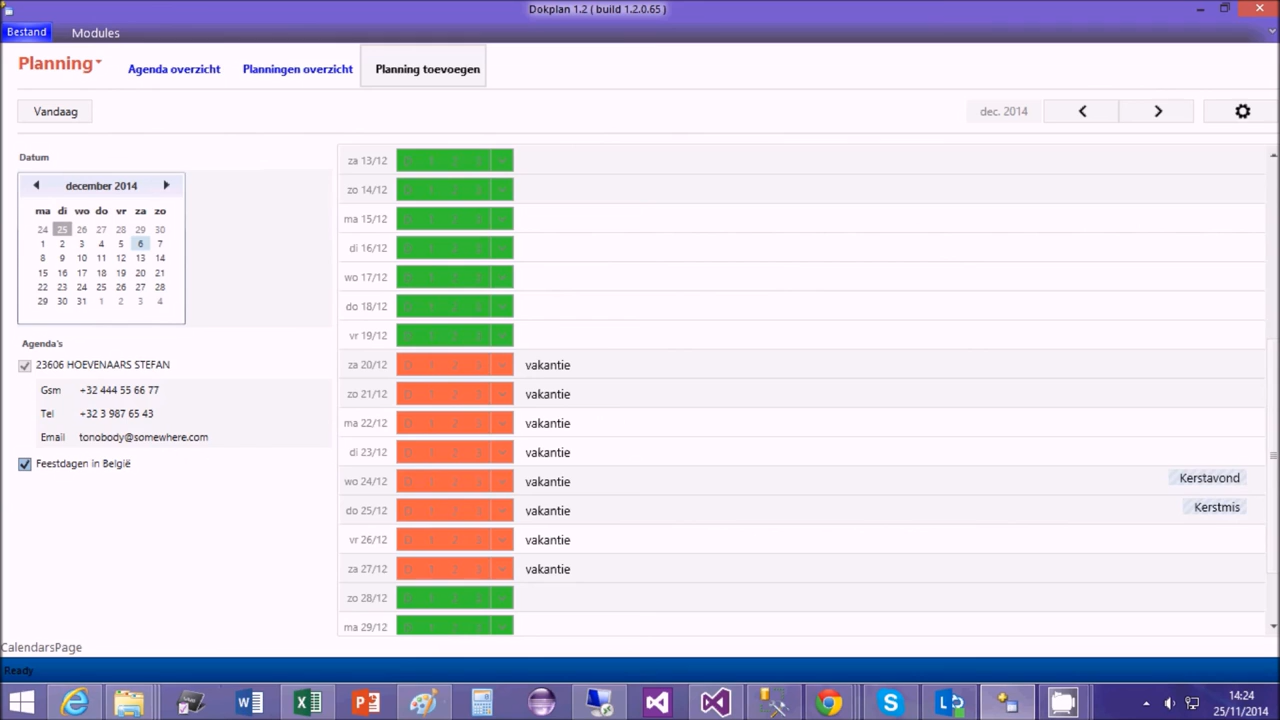 Dokplan 1.2 ( build 1.2.0.65 )
Bestand Modules
Planning Agenda overzicht Planningen overzicht Planning toevoegen
Vandaag dec. 2014
Datum
december 2014
ma di wo do vr za zo
24 25 26 27 28 29 30
1 2 3 4 5 6 7
8 9 10 11 12 13 14
15 16 17 18 19 20 21
22 23 24 25 26 27 28
29 30 31 1 2 3 4
Agenda's
23606 HOEVENAARS STEFAN
Gsm +32 444 55 66 77
Tel +32 3 987 65 43
Email tonobody@somewhere.com
Feestdagen in België
za 13/12
zo 14/12
ma 15/12
di 16/12
wo 17/12
do 18/12
vr 19/12
za 20/12 vakantie
zo 21/12 vakantie
ma 22/12 vakantie
di 23/12 vakantie
wo 24/12 vakantie Kerstavond
do 25/12 vakantie Kerstmis
vr 26/12 vakantie
za 27/12 vakantie
zo 28/12
ma 29/12
CalendarsPage
Ready
14:24
25/11/2014